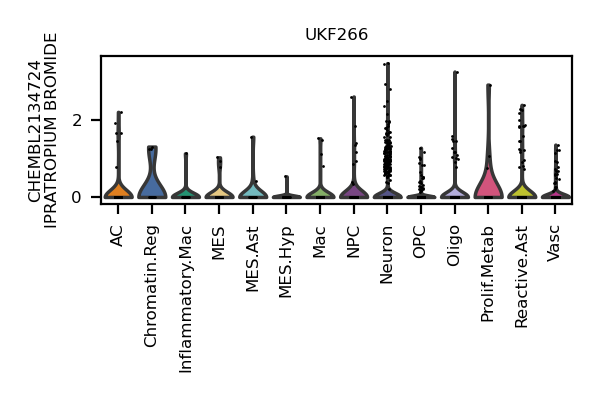 UKF266
CHEMBL2134724
IPRATROPIUM BROMIDE
2
0
AC
Chromatin.Reg
Inflammatory.Mac
MES
MES.Ast
MES.Hyp
Mac
NPC
Neuron
OPC
Oligo
Prolif.Metab
Reactive.Ast
Vasc